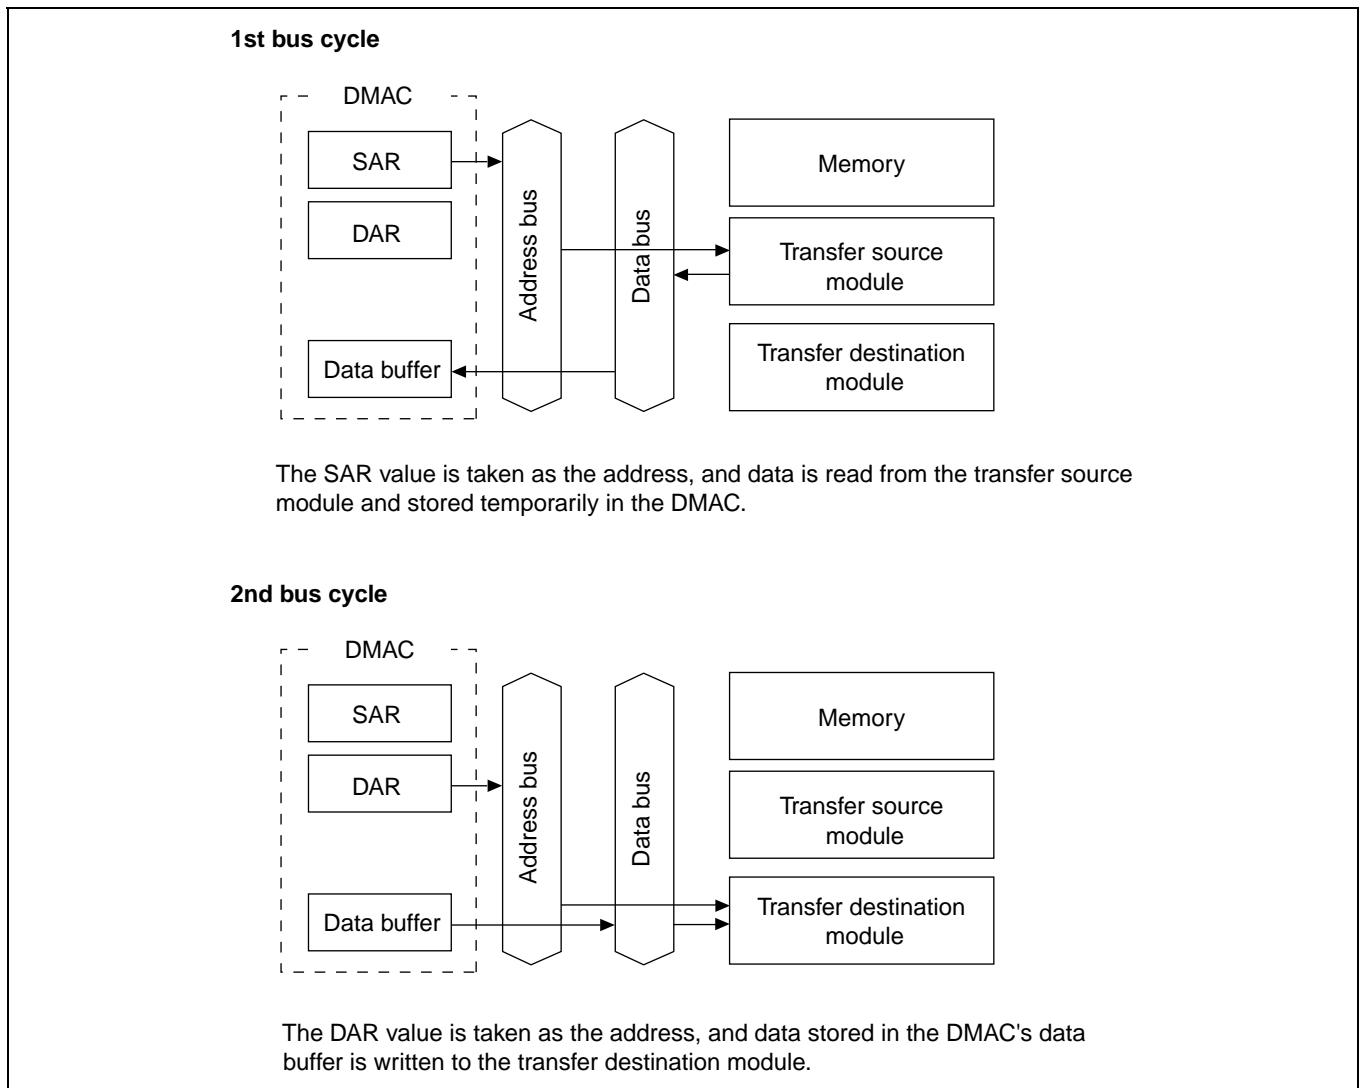 1st bus cycle
DMAC
SAR
DAR
Data buffer
Address bus
Data bus
Memory
Transfer source
module
Transfer destination
module
The SAR value is taken as the address, and data is read from the transfer source
module and stored temporarily in the DMAC.
2nd bus cycle
DMAC
SAR
DAR
Data buffer
Address bus
Data bus
Memory
Transfer source
module
Transfer destination
module
The DAR value is taken as the address, and data stored in the DMAC's data
buffer is written to the transfer destination module.